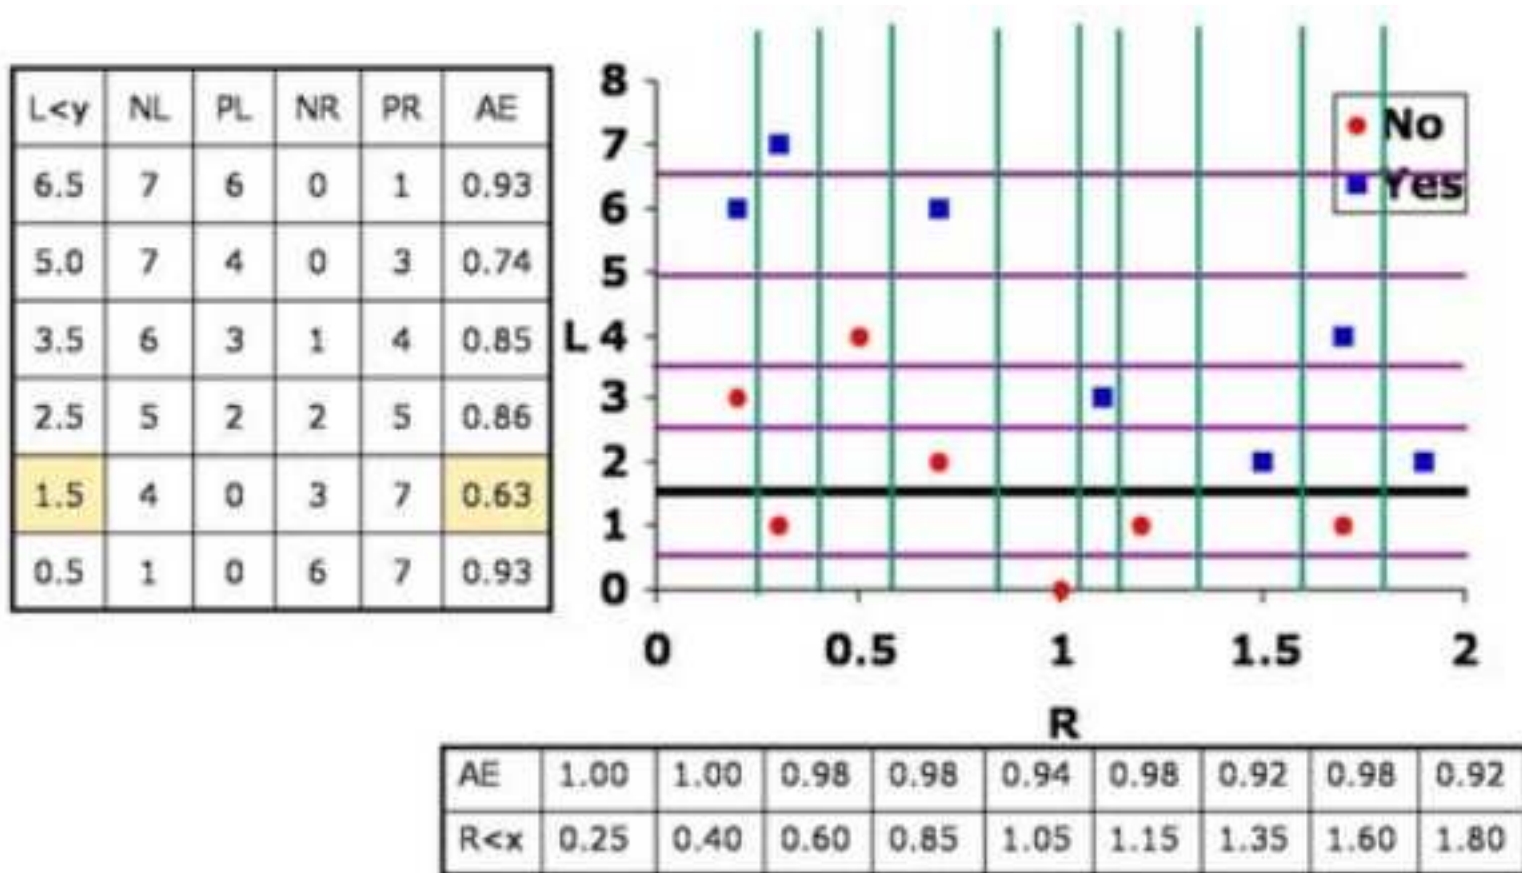 L<y NL PL NR PR AE
6.5 7 6 0 1 0.93
5.0 7 4 0 3 0.74
3.5 6 3 1 4 0.85
2.5 5 2 2 5 0.86
1.5 4 0 3 7 0.63
0.5 1 0 6 7 0.93
8
7
6
5
L 4
3
2
1
0
No
Yes
0 0.5 1 1.5 2
R
AE 1.00 1.00 0.98 0.98 0.94 0.98 0.92 0.98 0.92
R<x 0.25 0.40 0.60 0.85 1.05 1.15 1.35 1.60 1.80